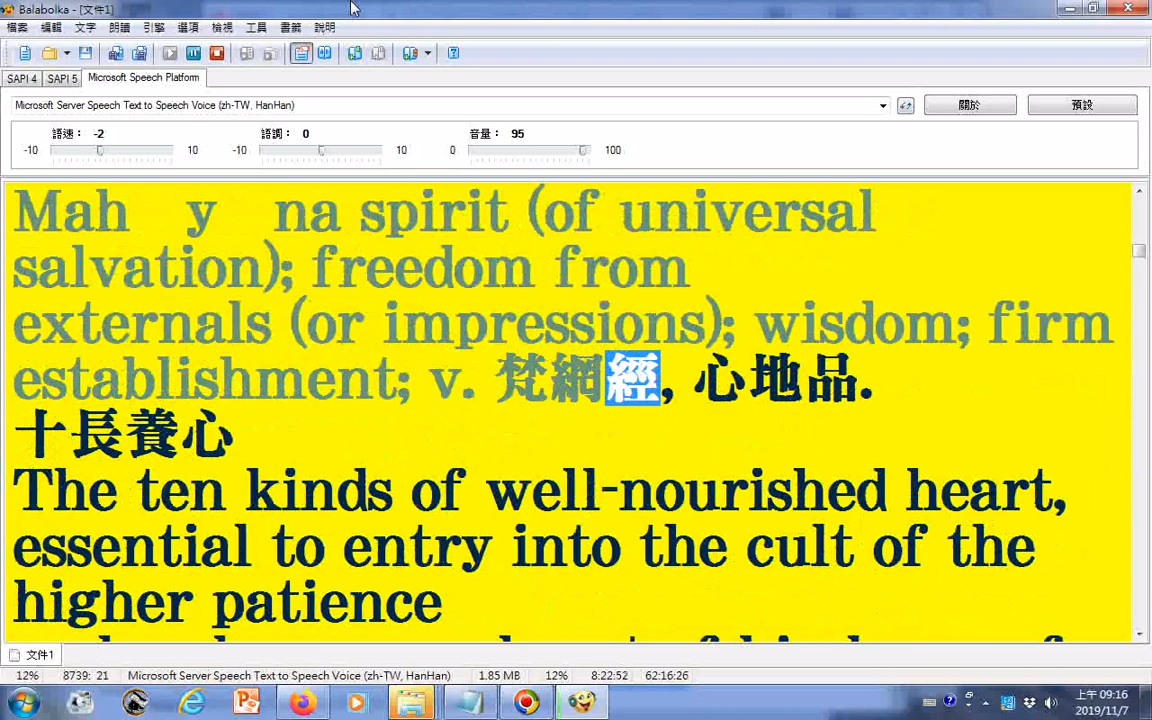 Balabolka - [文件1]
檔案 編輯 文字 朗讀 引擎 選項 檢視 工具 書籤 說明
SAPI 4 SAPI 5 Microsoft Speech Platform
Microsoft Server Speech Text to Speech Voice (zh-TW, HanHan) 關於 預設
語速： -2 語調： 0 音量： 95
-10 10 -10 10 0 100
Mah y na spirit (of universal
salvation); freedom from
externals (or impressions); wisdom; firm
establishment; v. 梵網經, 心地品.
十長養心
The ten kinds of well-nourished heart,
essential to entry into the cult of the
higher patience
文件1
12% 8739: 21 Microsoft Server Speech Text to Speech Voice (zh-TW, HanHan) 1.85 MB 12% 8:22:52 62:16:26
上午 09:16
2019/11/7